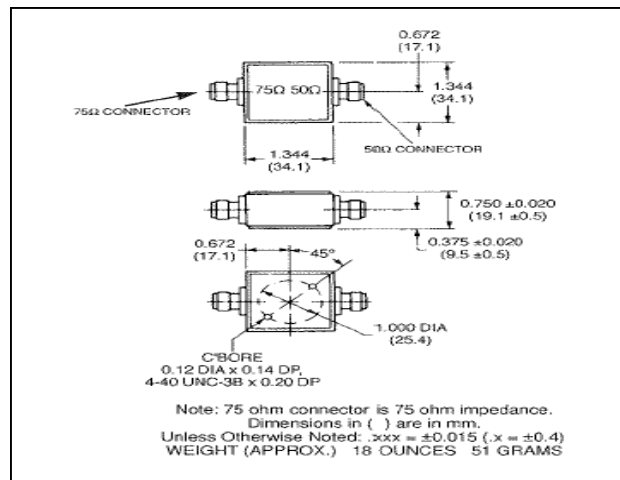 0.672
(17.1)
75Ω 50Ω
1.344
(34.1)
75Ω CONNECTOR
50Ω CONNECTOR
1.344
(34.1)
0.750 ±0.020
(19.1 ±0.5)
0.672
(17.1)
45°
0.375 ±0.020
(9.5 ±0.5)
1.000 DIA
(25.4)
C'BORE
0.12 DIA x 0.14 DP,
4-40 UNC-3B x 0.20 DP
Note: 75 ohm connector is 75 ohm impedance.
Dimensions in ( ) are in mm.
Unless Otherwise Noted: .xxx = ±0.015 (.x = ±0.4)
WEIGHT (APPROX.) 18 OUNCES 51 GRAMS